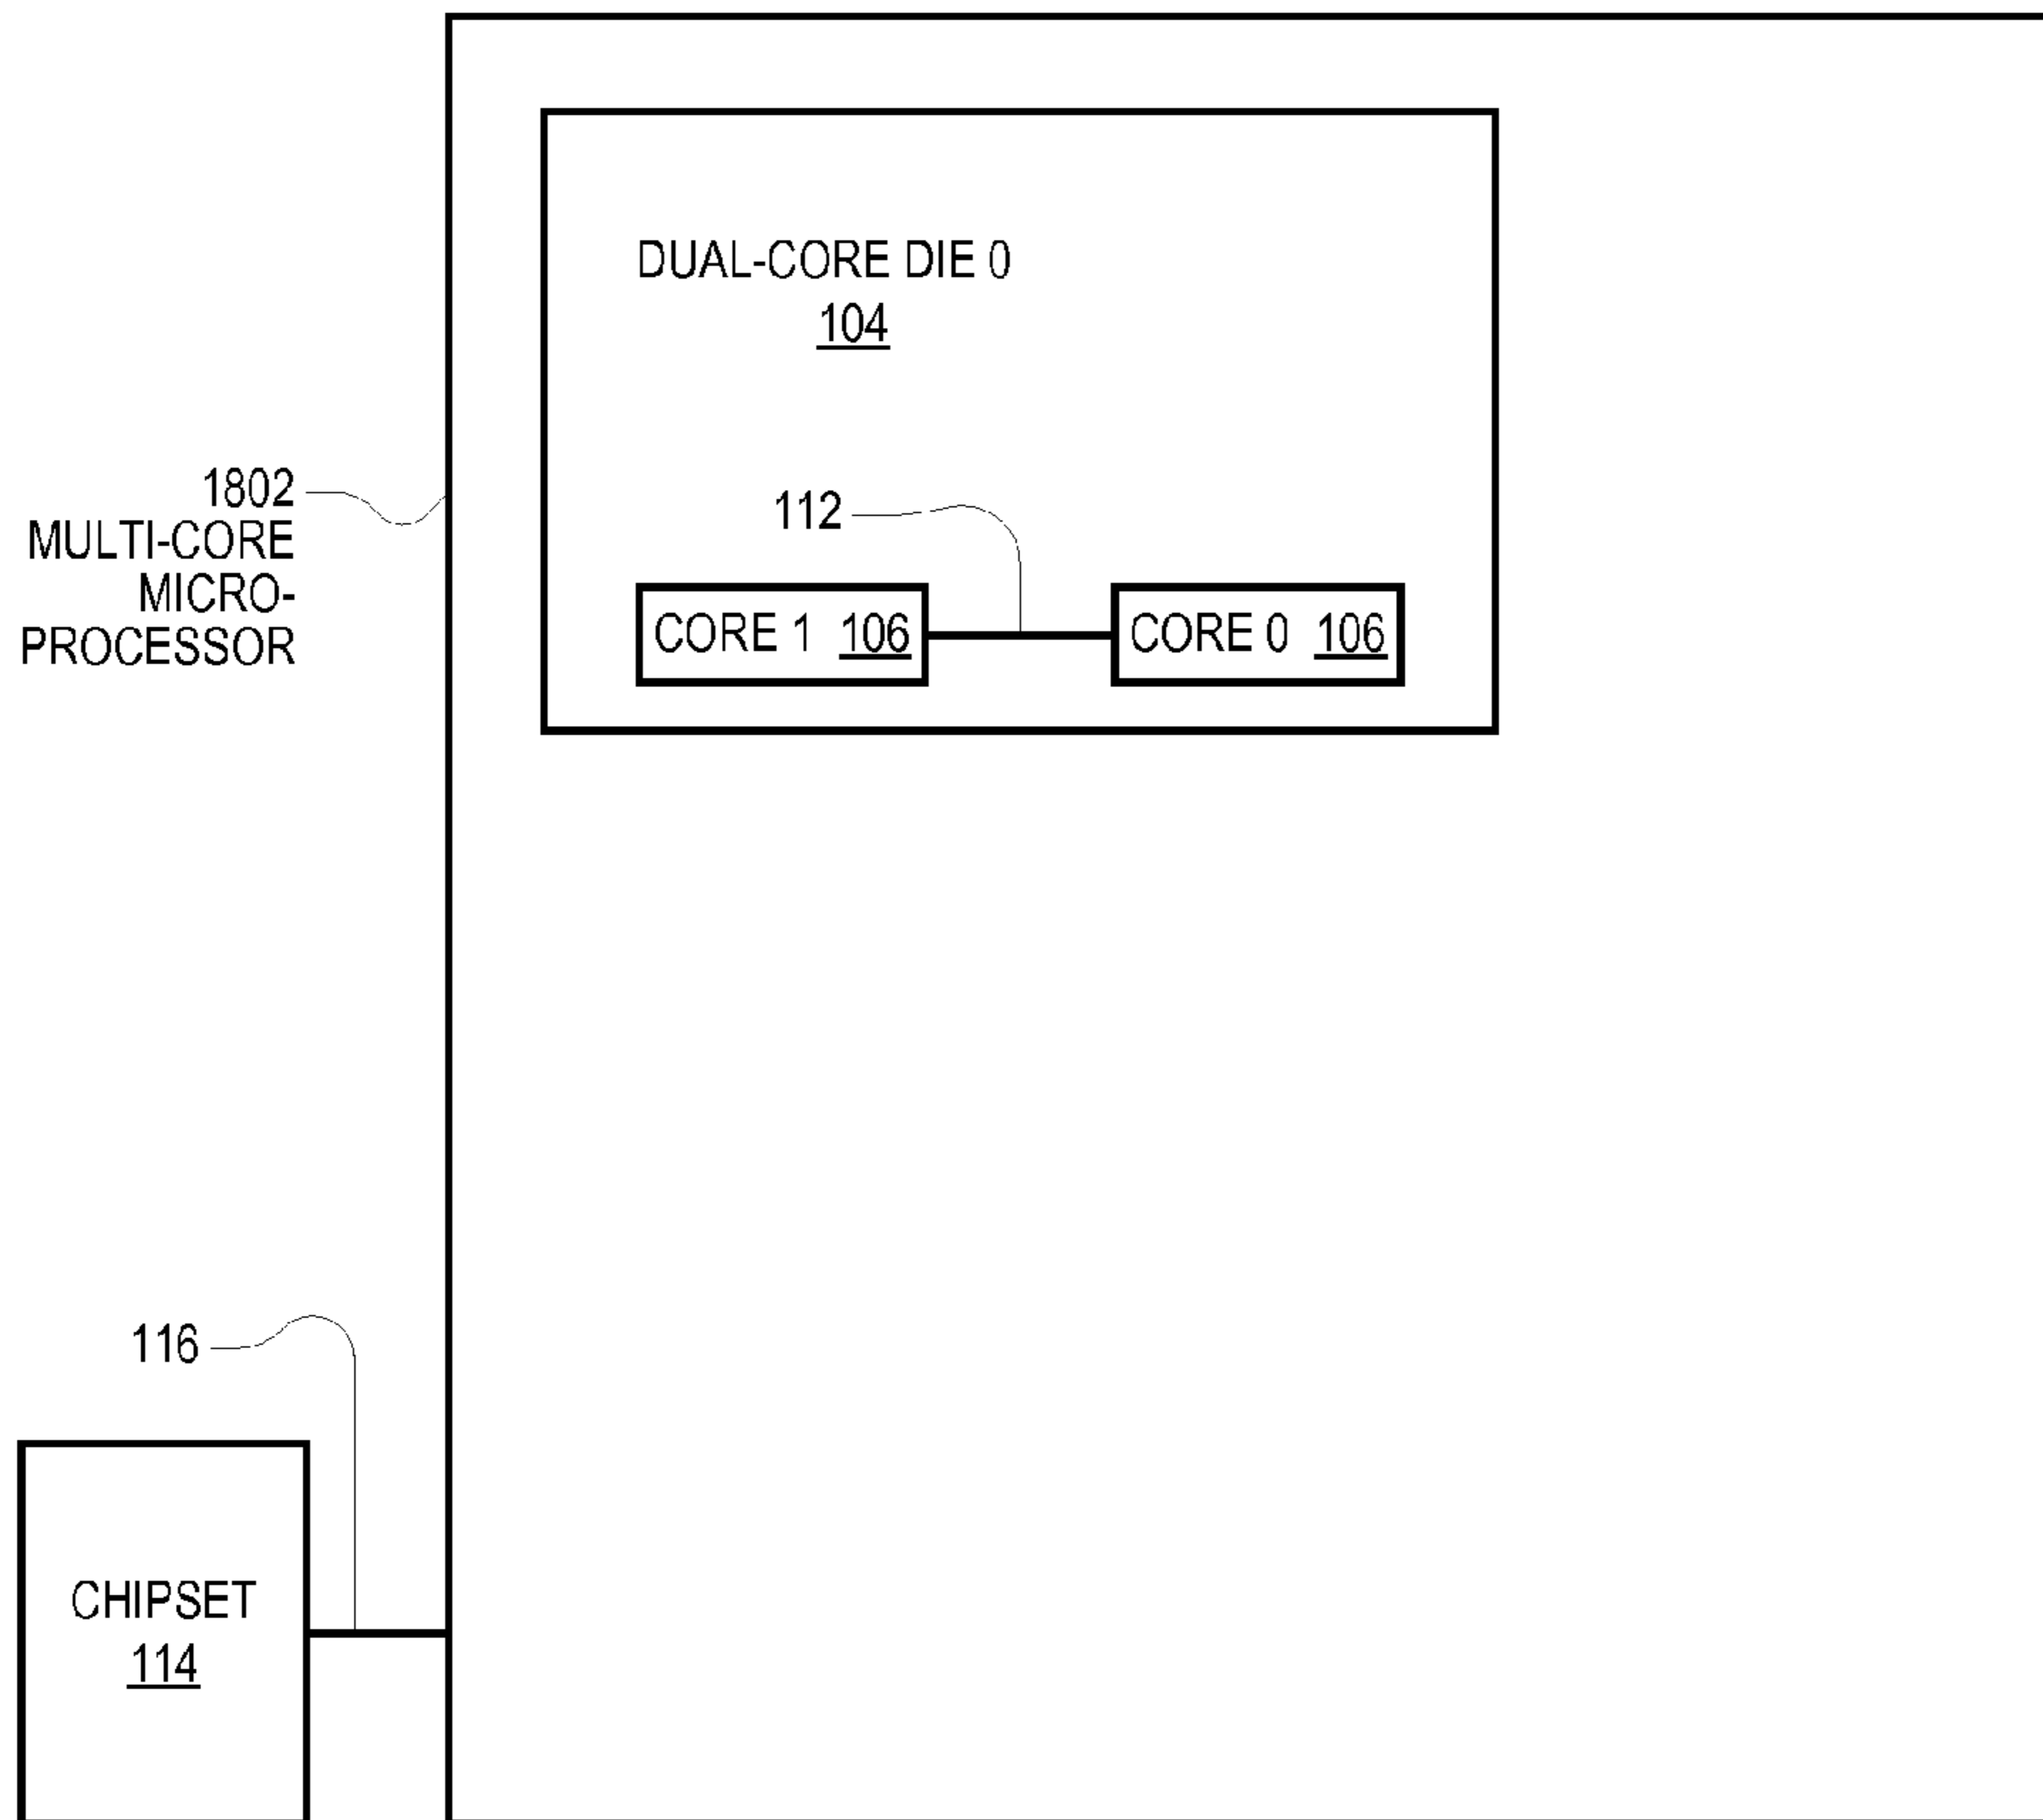 DUAL-CORE DIE 0
104
1802
MULTI-CORE
MICRO-
PROCESSOR
112
CORE 1 106
CORE 0 106
116
CHIPSET
114